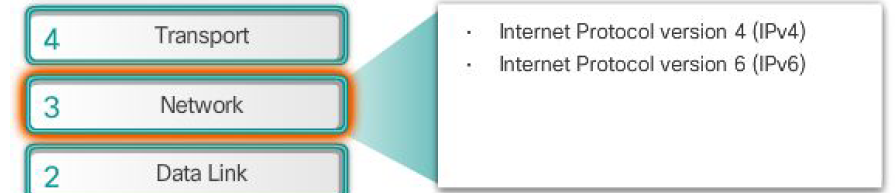 4 Transport
3 Network
2 Data Link
· Internet Protocol version 4 (IPv4)
· Internet Protocol version 6 (IPv6)